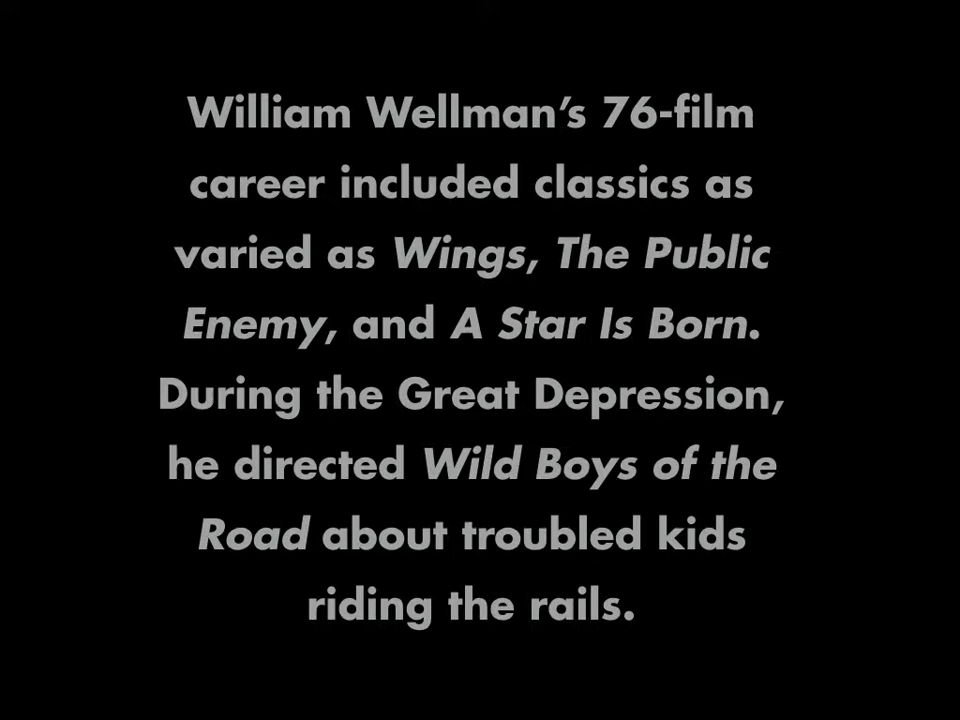 William Wellman’s 76-film
career included classics as
varied as Wings, The Public
Enemy, and A Star Is Born.
During the Great Depression,
he directed Wild Boys of the
Road about troubled kids
riding the rails.